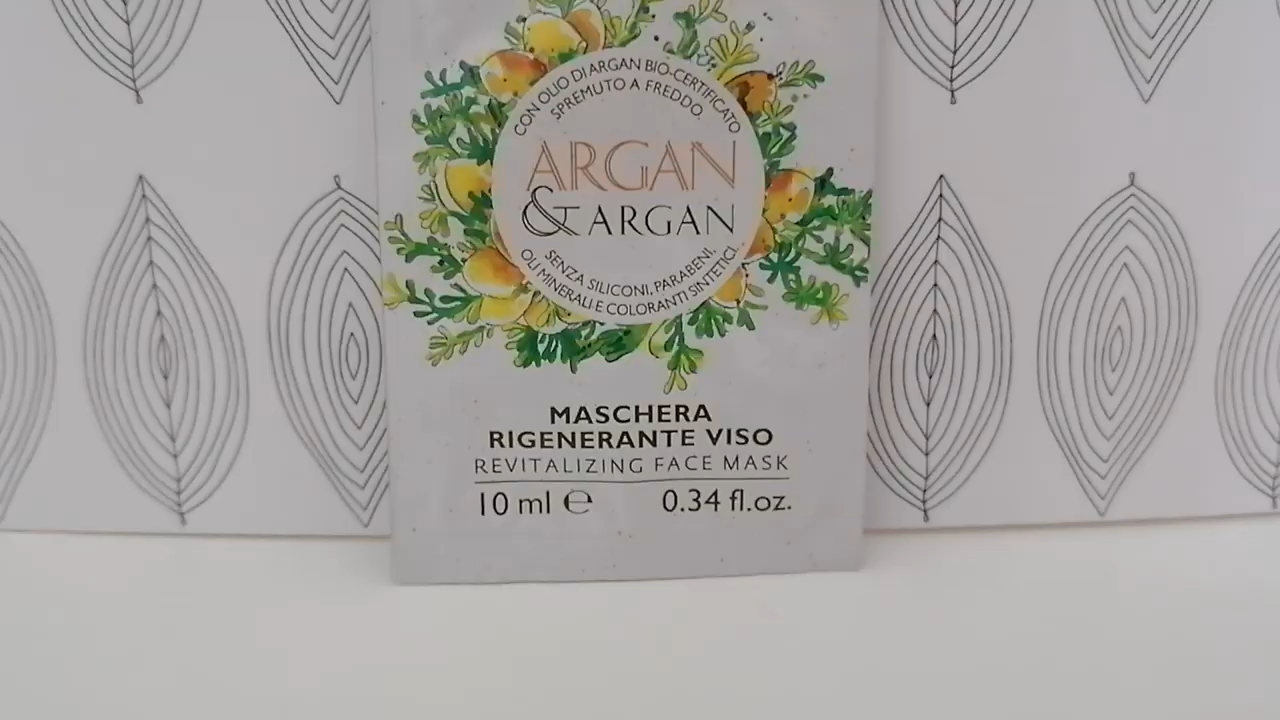 CON OLIO DI ARGAN BIO-CERTIFICATO
SPREMUTO A FREDDO.
ARGAN
& ARGAN
SENZA SILICONI, PARABENI,
OLI MINERALI E COLORANTI SINTETICI.
MASCHERA
RIGENERANTE VISO
REVITALIZING FACE MASK
10 ml ℮ 0.34 fl.oz.